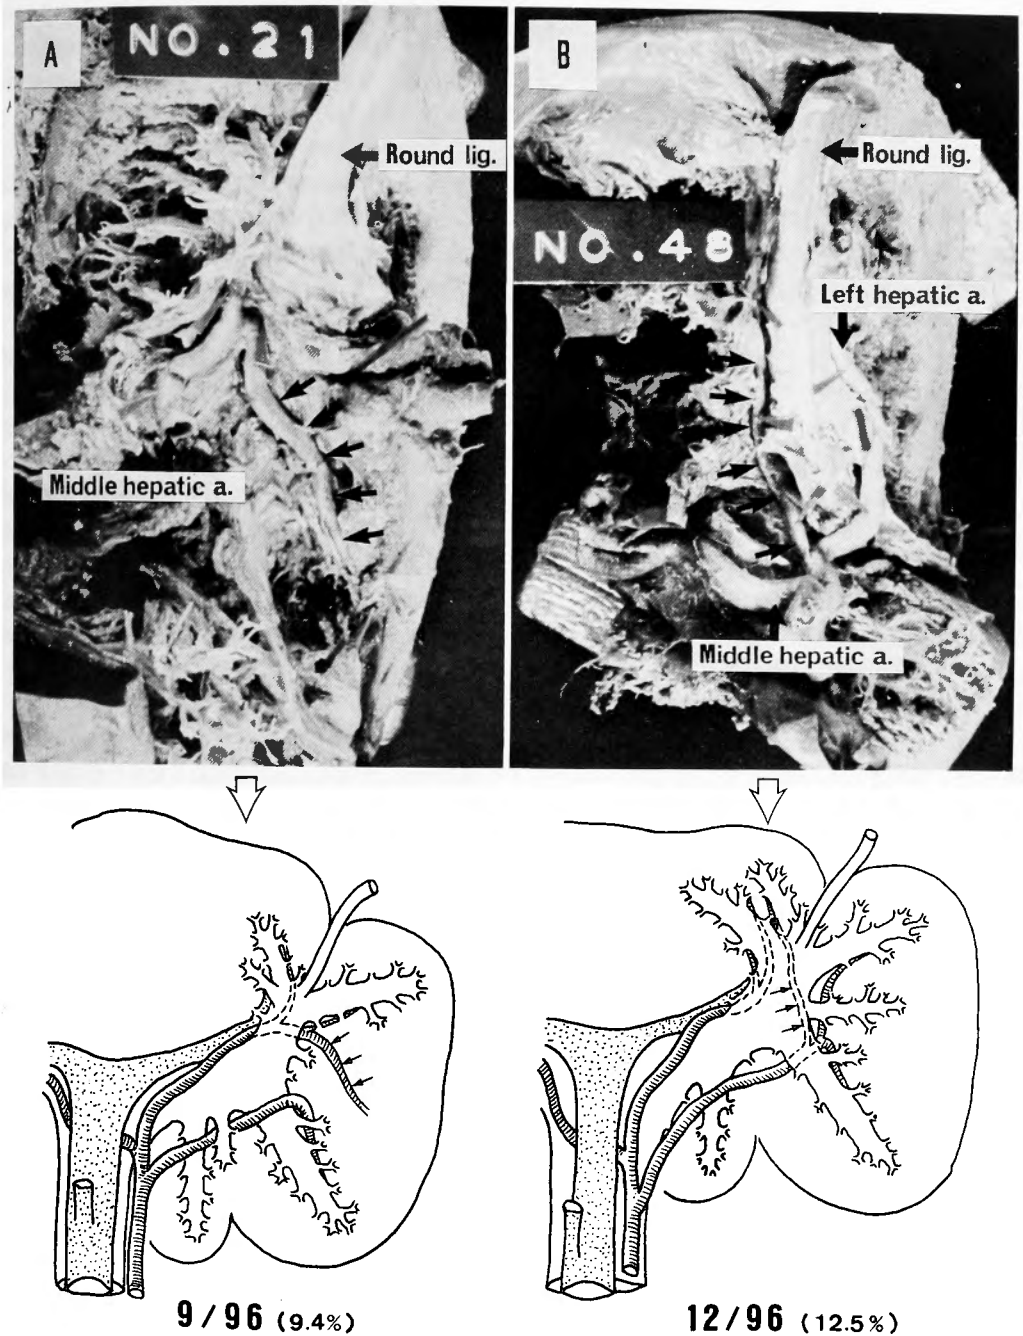 A
NO.21
Round lig.
Middle hepatic a.
B
Round lig.
NO.48
Left hepatic a.
Middle hepatic a.
9/96 (9.4%)
12/96 (12.5%)